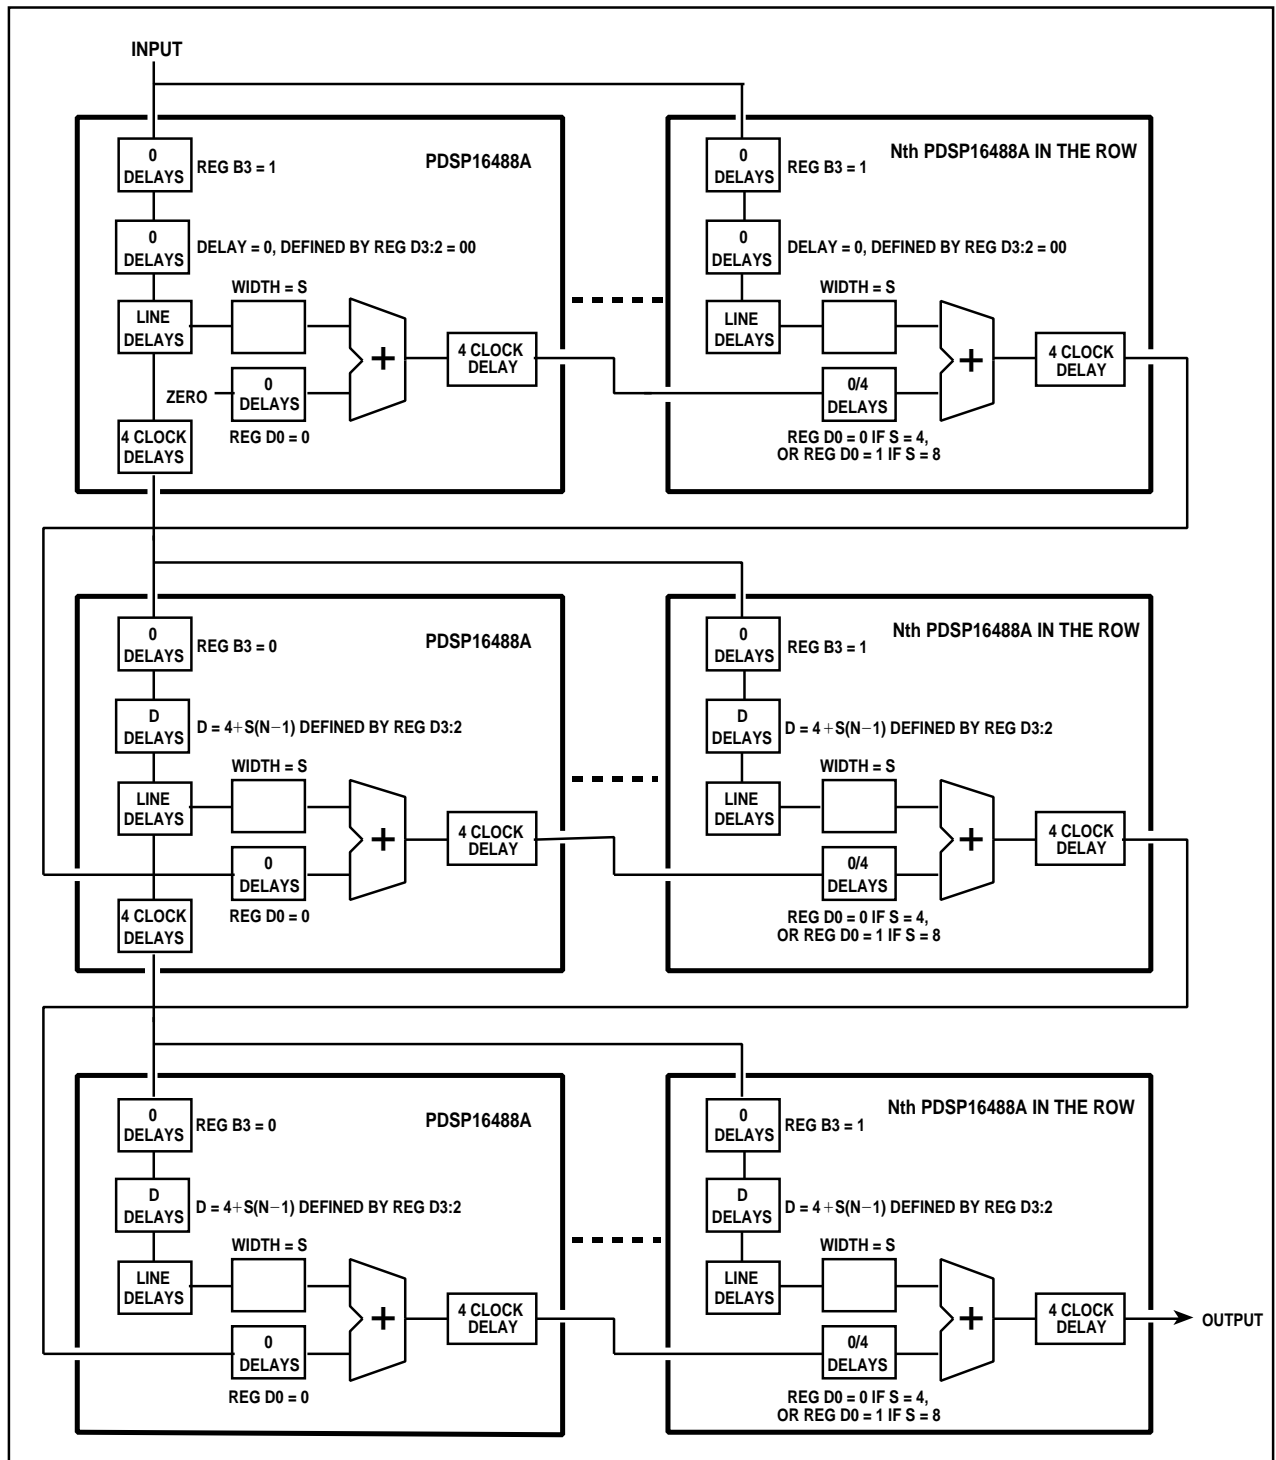 INPUT
0
DELAYS
REG B3 = 1
PDSP16488A
0
DELAYS
DELAY = 0, DEFINED BY REG D3:2 = 00
WIDTH = S
LINE
DELAYS
+
4 CLOCK
DELAY
ZERO
0
DELAYS
REG D0 = 0
4 CLOCK
DELAYS
0
DELAYS
REG B3 = 1
Nth PDSP16488A IN THE ROW
0
DELAYS
DELAY = 0, DEFINED BY REG D3:2 = 00
WIDTH = S
LINE
DELAYS
+
4 CLOCK
DELAY
0/4
DELAYS
REG D0 = 0 IF S = 4,
OR REG D0 = 1 IF S = 8
0
DELAYS
REG B3 = 0
PDSP16488A
D
DELAYS
D = 4+S(N−1) DEFINED BY REG D3:2
WIDTH = S
LINE
DELAYS
+
4 CLOCK
DELAY
0
DELAYS
REG D0 = 0
4 CLOCK
DELAYS
0
DELAYS
REG B3 = 1
Nth PDSP16488A IN THE ROW
D
DELAYS
D = 4+S(N−1) DEFINED BY REG D3:2
WIDTH = S
LINE
DELAYS
+
4 CLOCK
DELAY
0/4
DELAYS
REG D0 = 0 IF S = 4,
OR REG D0 = 1 IF S = 8
0
DELAYS
REG B3 = 0
PDSP16488A
D
DELAYS
D = 4+S(N−1) DEFINED BY REG D3:2
WIDTH = S
LINE
DELAYS
+
4 CLOCK
DELAY
0
DELAYS
REG D0 = 0
0
DELAYS
REG B3 = 1
Nth PDSP16488A IN THE ROW
D
DELAYS
D = 4+S(N−1) DEFINED BY REG D3:2
WIDTH = S
LINE
DELAYS
+
4 CLOCK
DELAY
OUTPUT
0/4
DELAYS
REG D0 = 0 IF S = 4,
OR REG D0 = 1 IF S = 8